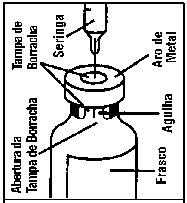 Tampa de
Borracha
Seringa
Aro de
Metal
Abertura da
Tampa de Borracha
Agulha
Frasco